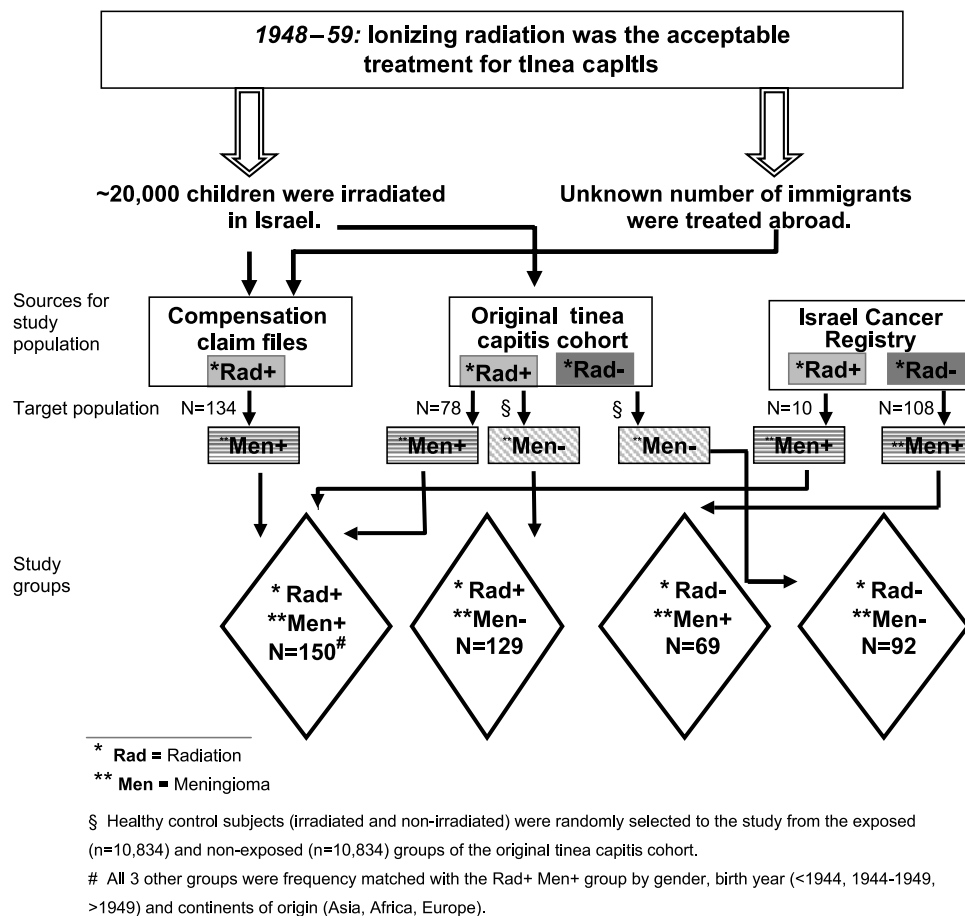 1948–59: Ionizing radiation was the acceptable
treatment for tInea capItIs
~20,000 children were irradiated
in Israel.
Unknown number of immigrants
were treated abroad.
Sources for
study
population
Compensation
claim files
*Rad+
Original tinea
capitis cohort
*Rad+
*Rad-
Israel Cancer
Registry
*Rad+
*Rad-
Target population
N=134
N=78
§
§
N=10
N=108
**Men+
**Men+
**Men-
**Men-
**Men+
**Men+
Study
groups
* Rad+
**Men+
N=150#
* Rad+
**Men-
N=129
* Rad-
**Men+
N=69
* Rad-
**Men-
N=92
* Rad = Radiation
** Men = Meningioma
§ Healthy control subjects (irradiated and non-irradiated) were randomly selected to the study from the exposed
(n=10,834) and non-exposed (n=10,834) groups of the original tinea capitis cohort.
# All 3 other groups were frequency matched with the Rad+ Men+ group by gender, birth year (<1944, 1944-1949,
>1949) and continents of origin (Asia, Africa, Europe).